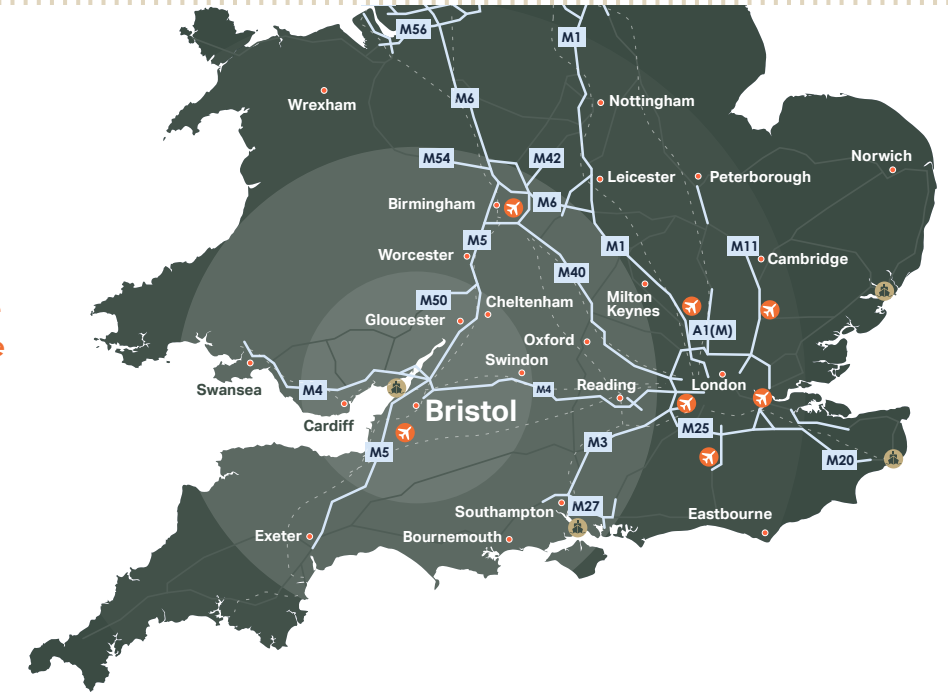 M56
M1
M6
Wrexham
Nottingham
M54
M42
Norwich
Leicester
Peterborough
Birmingham
M6
M5
M1
M11
Worcester
Cambridge
M40
M50
Cheltenham
Milton
Keynes
Gloucester
A1(M)
Oxford
Swindon
Swansea
M4
M4
Reading
London
Cardiff
Bristol
M25
M5
M3
M20
Southampton
M27
Eastbourne
Exeter
Bournemouth